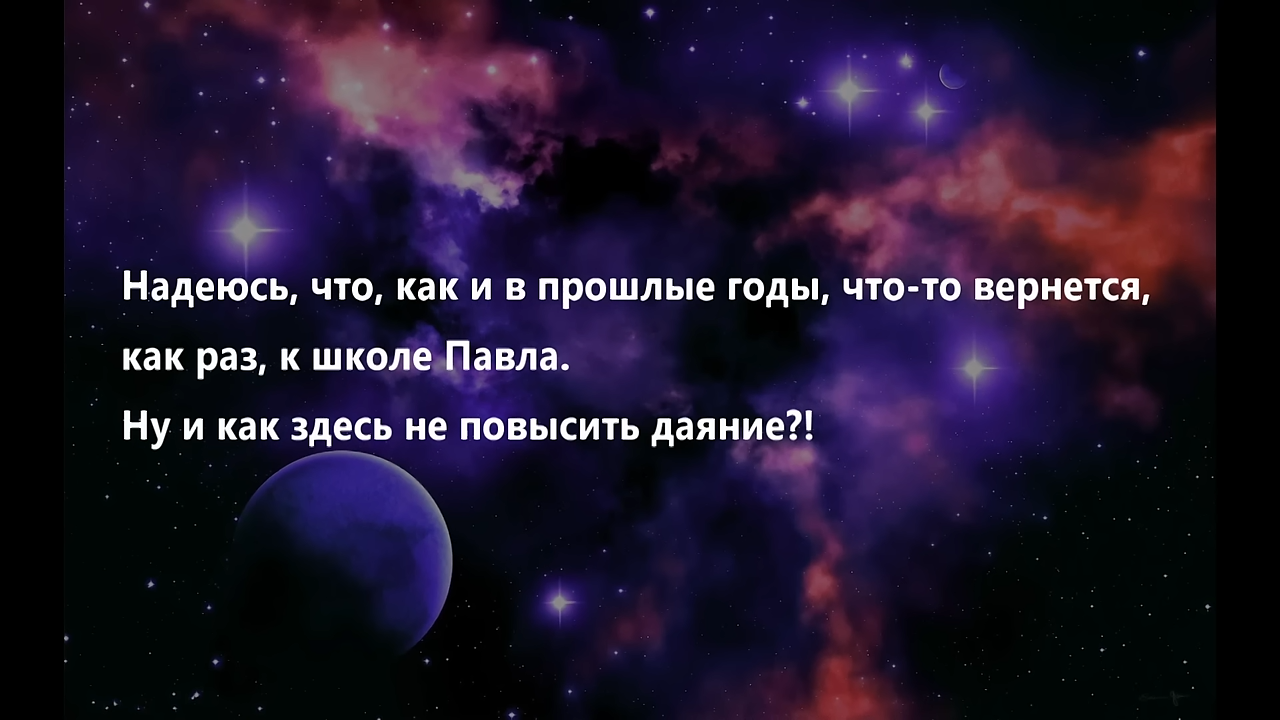 Надеюсь, что, как и в прошлые годы, что-то вернется,
как раз, к школе Павла.
Ну и как здесь не повысить даяние?!